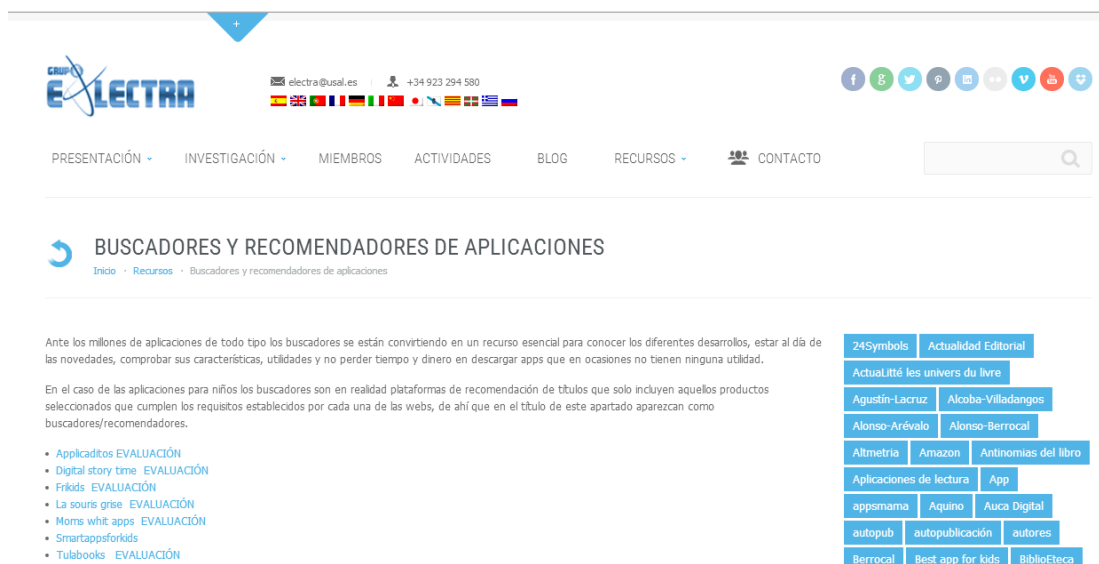 +
GRUPO
ELECTRA
electra@usal.es
+34 923 294 580
PRESENTACIÓN INVESTIGACIÓN MIEMBROS ACTIVIDADES BLOG RECURSOS CONTACTO
BUSCADORES Y RECOMENDADORES DE APLICACIONES
Inicio · Recursos · Buscadores y recomendadores de aplicaciones
Ante los millones de aplicaciones de todo tipo los buscadores se están convirtiendo en un recurso esencial para conocer los diferentes desarrollos, estar al día de
las novedades, comprobar sus características, utilidades y no perder tiempo y dinero en descargar apps que en ocasiones no tienen ninguna utilidad.
En el caso de las aplicaciones para niños los buscadores son en realidad plataformas de recomendación de títulos que solo incluyen aquellos productos
seleccionados que cumplen los requisitos establecidos por cada una de las webs, de ahí que en el título de este apartado aparezcan como
buscadores/recomendadores.
• Applicaditos EVALUACIÓN
• Digital story time EVALUACIÓN
• Frikids EVALUACIÓN
• La souris grise EVALUACIÓN
• Moms whit apps EVALUACIÓN
• Smartappsforkids
• Tulabooks EVALUACIÓN
24Symbols Actualidad Editorial
ActuaLitté les univers du livre
Agustín-Lacruz Alcoba-Villadangos
Alonso-Arévalo Alonso-Berrocal
Altmetria Amazon Antinomias del libro
Aplicaciones de lectura App
appsmama Aquino Auca Digital
autopub autopublicación autores
Berrocal Best app for kids BiblioEteca